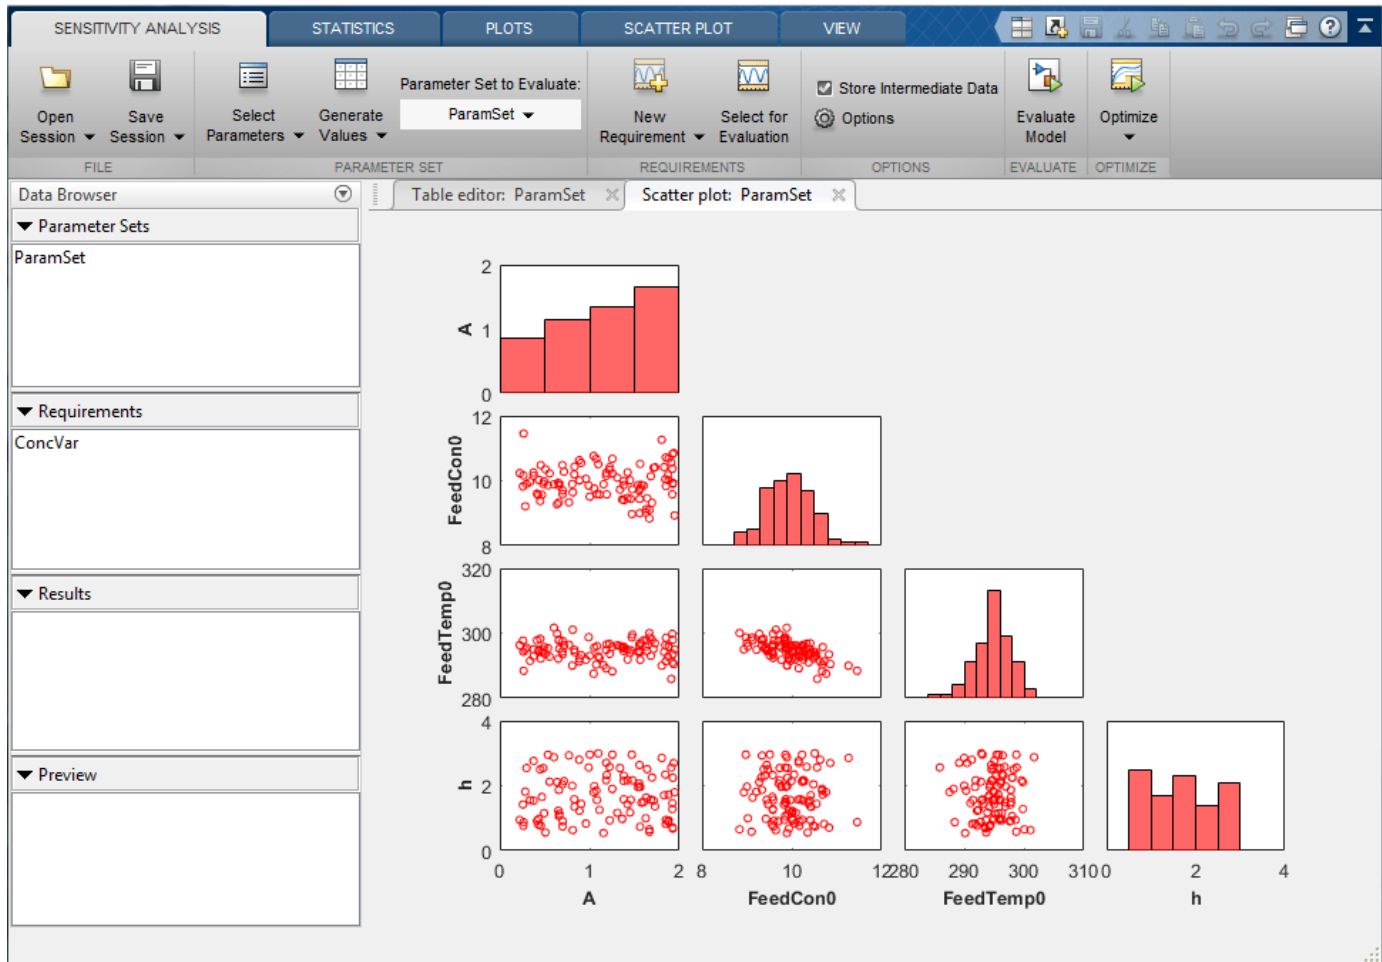 SENSITIVITY ANALYSIS STATISTICS PLOTS SCATTER PLOT VIEW
Open Session
Save Session
Select Parameters
Generate Values
Parameter Set to Evaluate:
ParamSet
New Requirement
Select for Evaluation
Store Intermediate Data
Options
Evaluate Model
Optimize
FILE PARAMETER SET REQUIREMENTS OPTIONS EVALUATE OPTIMIZE
Data Browser
Table editor: ParamSet
Scatter plot: ParamSet
Parameter Sets
ParamSet
Requirements
ConcVar
Results
Preview
2
A 1
0
12
FeedCon0 10
8
320
FeedTemp0 300
280
4
h 2
0
0 1 2 8 10 12 280 290 300 310 0 2 4
A FeedCon0 FeedTemp0 h